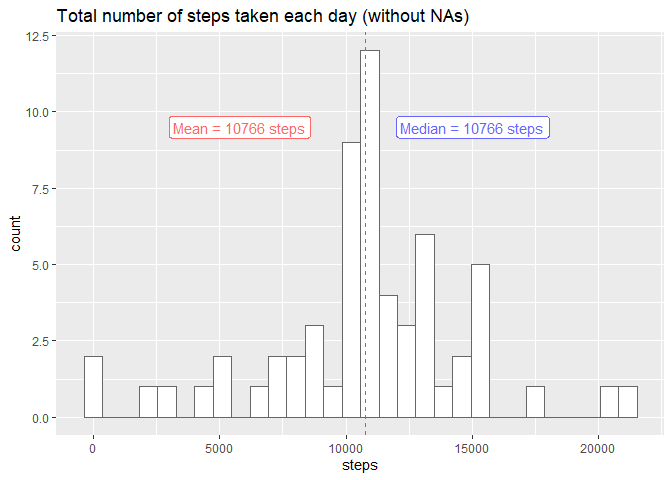 Total number of steps taken each day (without NAs)
12.5
10.0
7.5
5.0
2.5
0.0
count
Mean = 10766 steps
Median = 10766 steps
0
5000
10000
15000
20000
steps